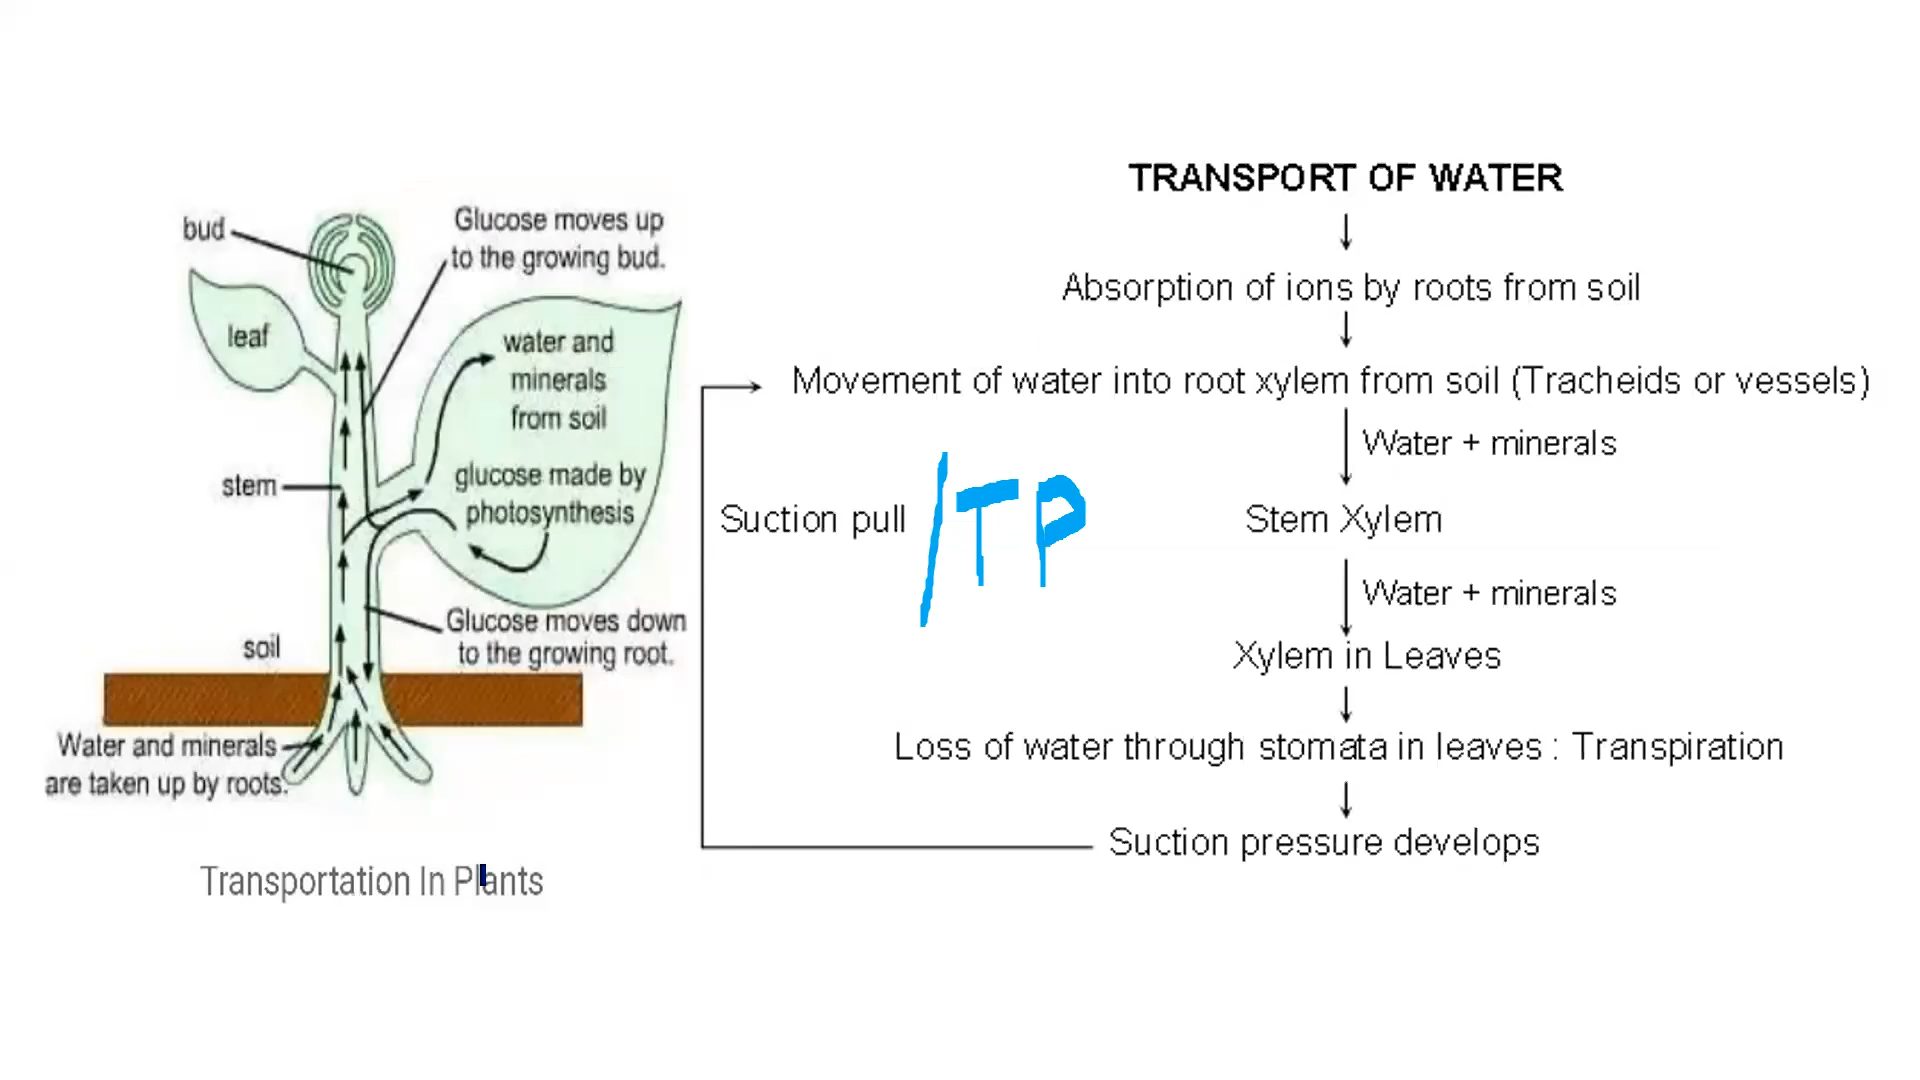 bud
Glucose moves up
to the growing bud.
leaf
water and
minerals
from soil
stem
glucose made by
photosynthesis
Glucose moves down
to the growing root.
soil
Water and minerals
are taken up by roots.
Transportation In Plants
TRANSPORT OF WATER
Absorption of ions by roots from soil
Movement of water into root xylem from soil (Tracheids or vessels)
Water + minerals
Suction pull /TP
Stem Xylem
Water + minerals
Xylem in Leaves
Loss of water through stomata in leaves : Transpiration
Suction pressure develops